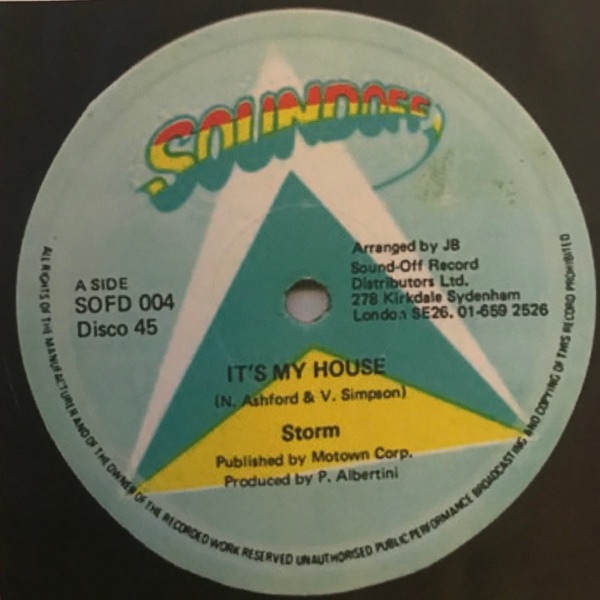 SOUNDOFF
A SIDE
SOFD 004
Disco 45
Arranged by JB
Sound-Off Record
Distributors Ltd.
278 Kirkdale Sydenham
London SE26. 01-659 2526
IT'S MY HOUSE
(N. Ashford & V. Simpson)
Storm
Published by Motown Corp.
Produced by P. Albertini
ALL RIGHTS OF THE MANUFACTURER AND OF THE OWNER OF THE RECORDED WORK RESERVED UNAUTHORISED PUBLIC PERFORMANCE BROADCASTING AND COPYING OF THIS RECORD PROHIBITED